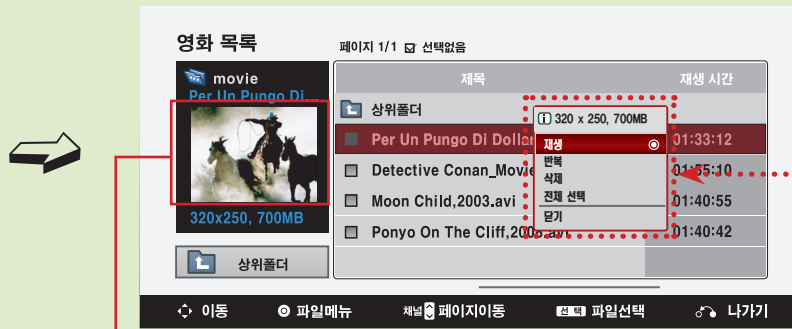 영화 목록
페이지 1/1 선택없음
movie
Per Un Pungo Di...
320x250, 700MB
상위폴더
제목 재생 시간
상위폴더
Per Un Pungo Di Dollar 01:33:12
Detective Conan_Movie 01:55:10
Moon Child,2003.avi 01:40:55
Ponyo On The Cliff,2008.avi 01:40:42
320 x 250, 700MB
재생
반복
삭제
전체 선택
닫기
이동 파일메뉴 채널 페이지이동 선택 파일선택 나가기